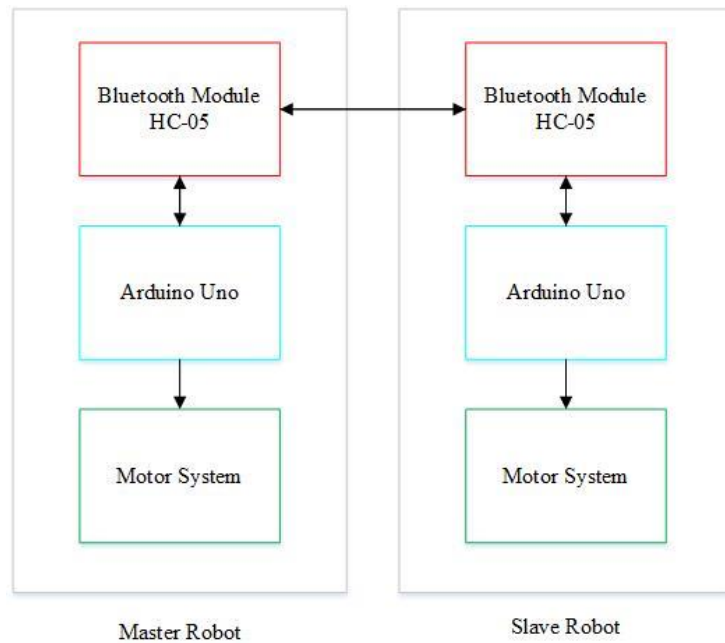 Bluetooth Module
HC-05
Bluetooth Module
HC-05
Arduino Uno
Arduino Uno
Motor System
Motor System
Master Robot
Slave Robot